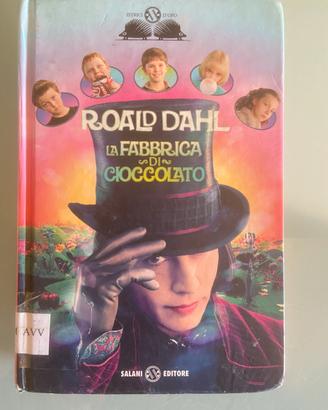 ROALD DAHL
LA FABBRICA
DI
CIOCCOLATO
AVV
SALANI EDITORE